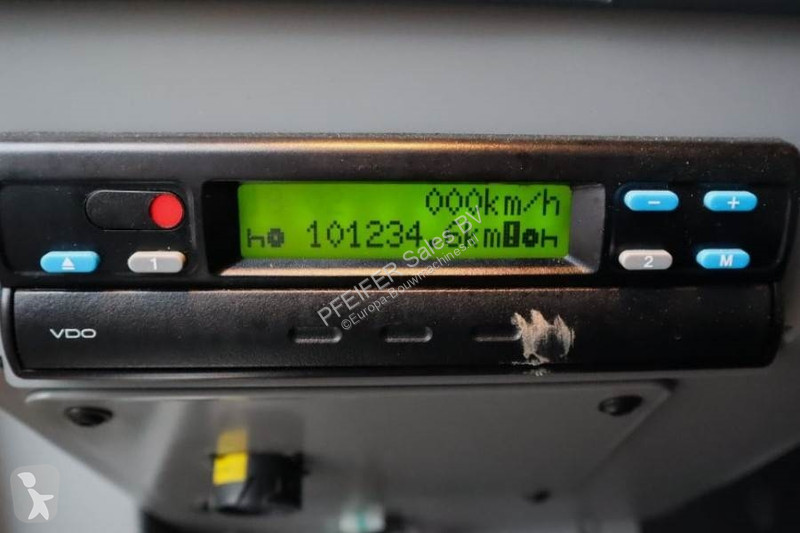 000km/h
101234.5km
1
2
M
VDO
PFEIFER Sales BV
©Europa-Bouwmachines.nl